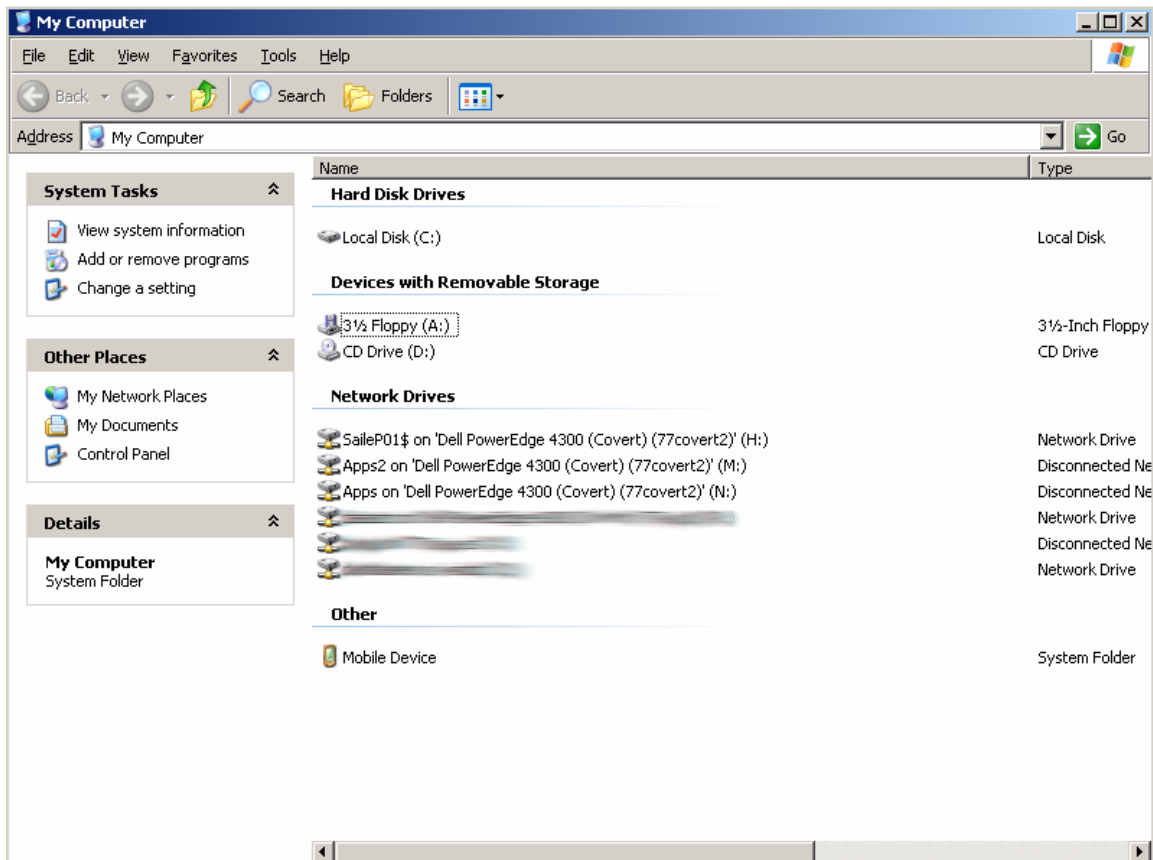 My Computer
File Edit View Favorites Tools Help
Back Search Folders
Address My Computer Go
Name Type
System Tasks
View system information
Add or remove programs
Change a setting
Other Places
My Network Places
My Documents
Control Panel
Details
My Computer
System Folder
Hard Disk Drives
Local Disk (C:) Local Disk
Devices with Removable Storage
3½ Floppy (A:) 3½-Inch Floppy
CD Drive (D:) CD Drive
Network Drives
SaileP01$ on 'Dell PowerEdge 4300 (Covert) (77covert2)' (H:) Network Drive
Apps2 on 'Dell PowerEdge 4300 (Covert) (77covert2)' (M:) Disconnected Ne
Apps on 'Dell PowerEdge 4300 (Covert) (77covert2)' (N:) Disconnected Ne
Network Drive
Disconnected Ne
Network Drive
Other
Mobile Device System Folder